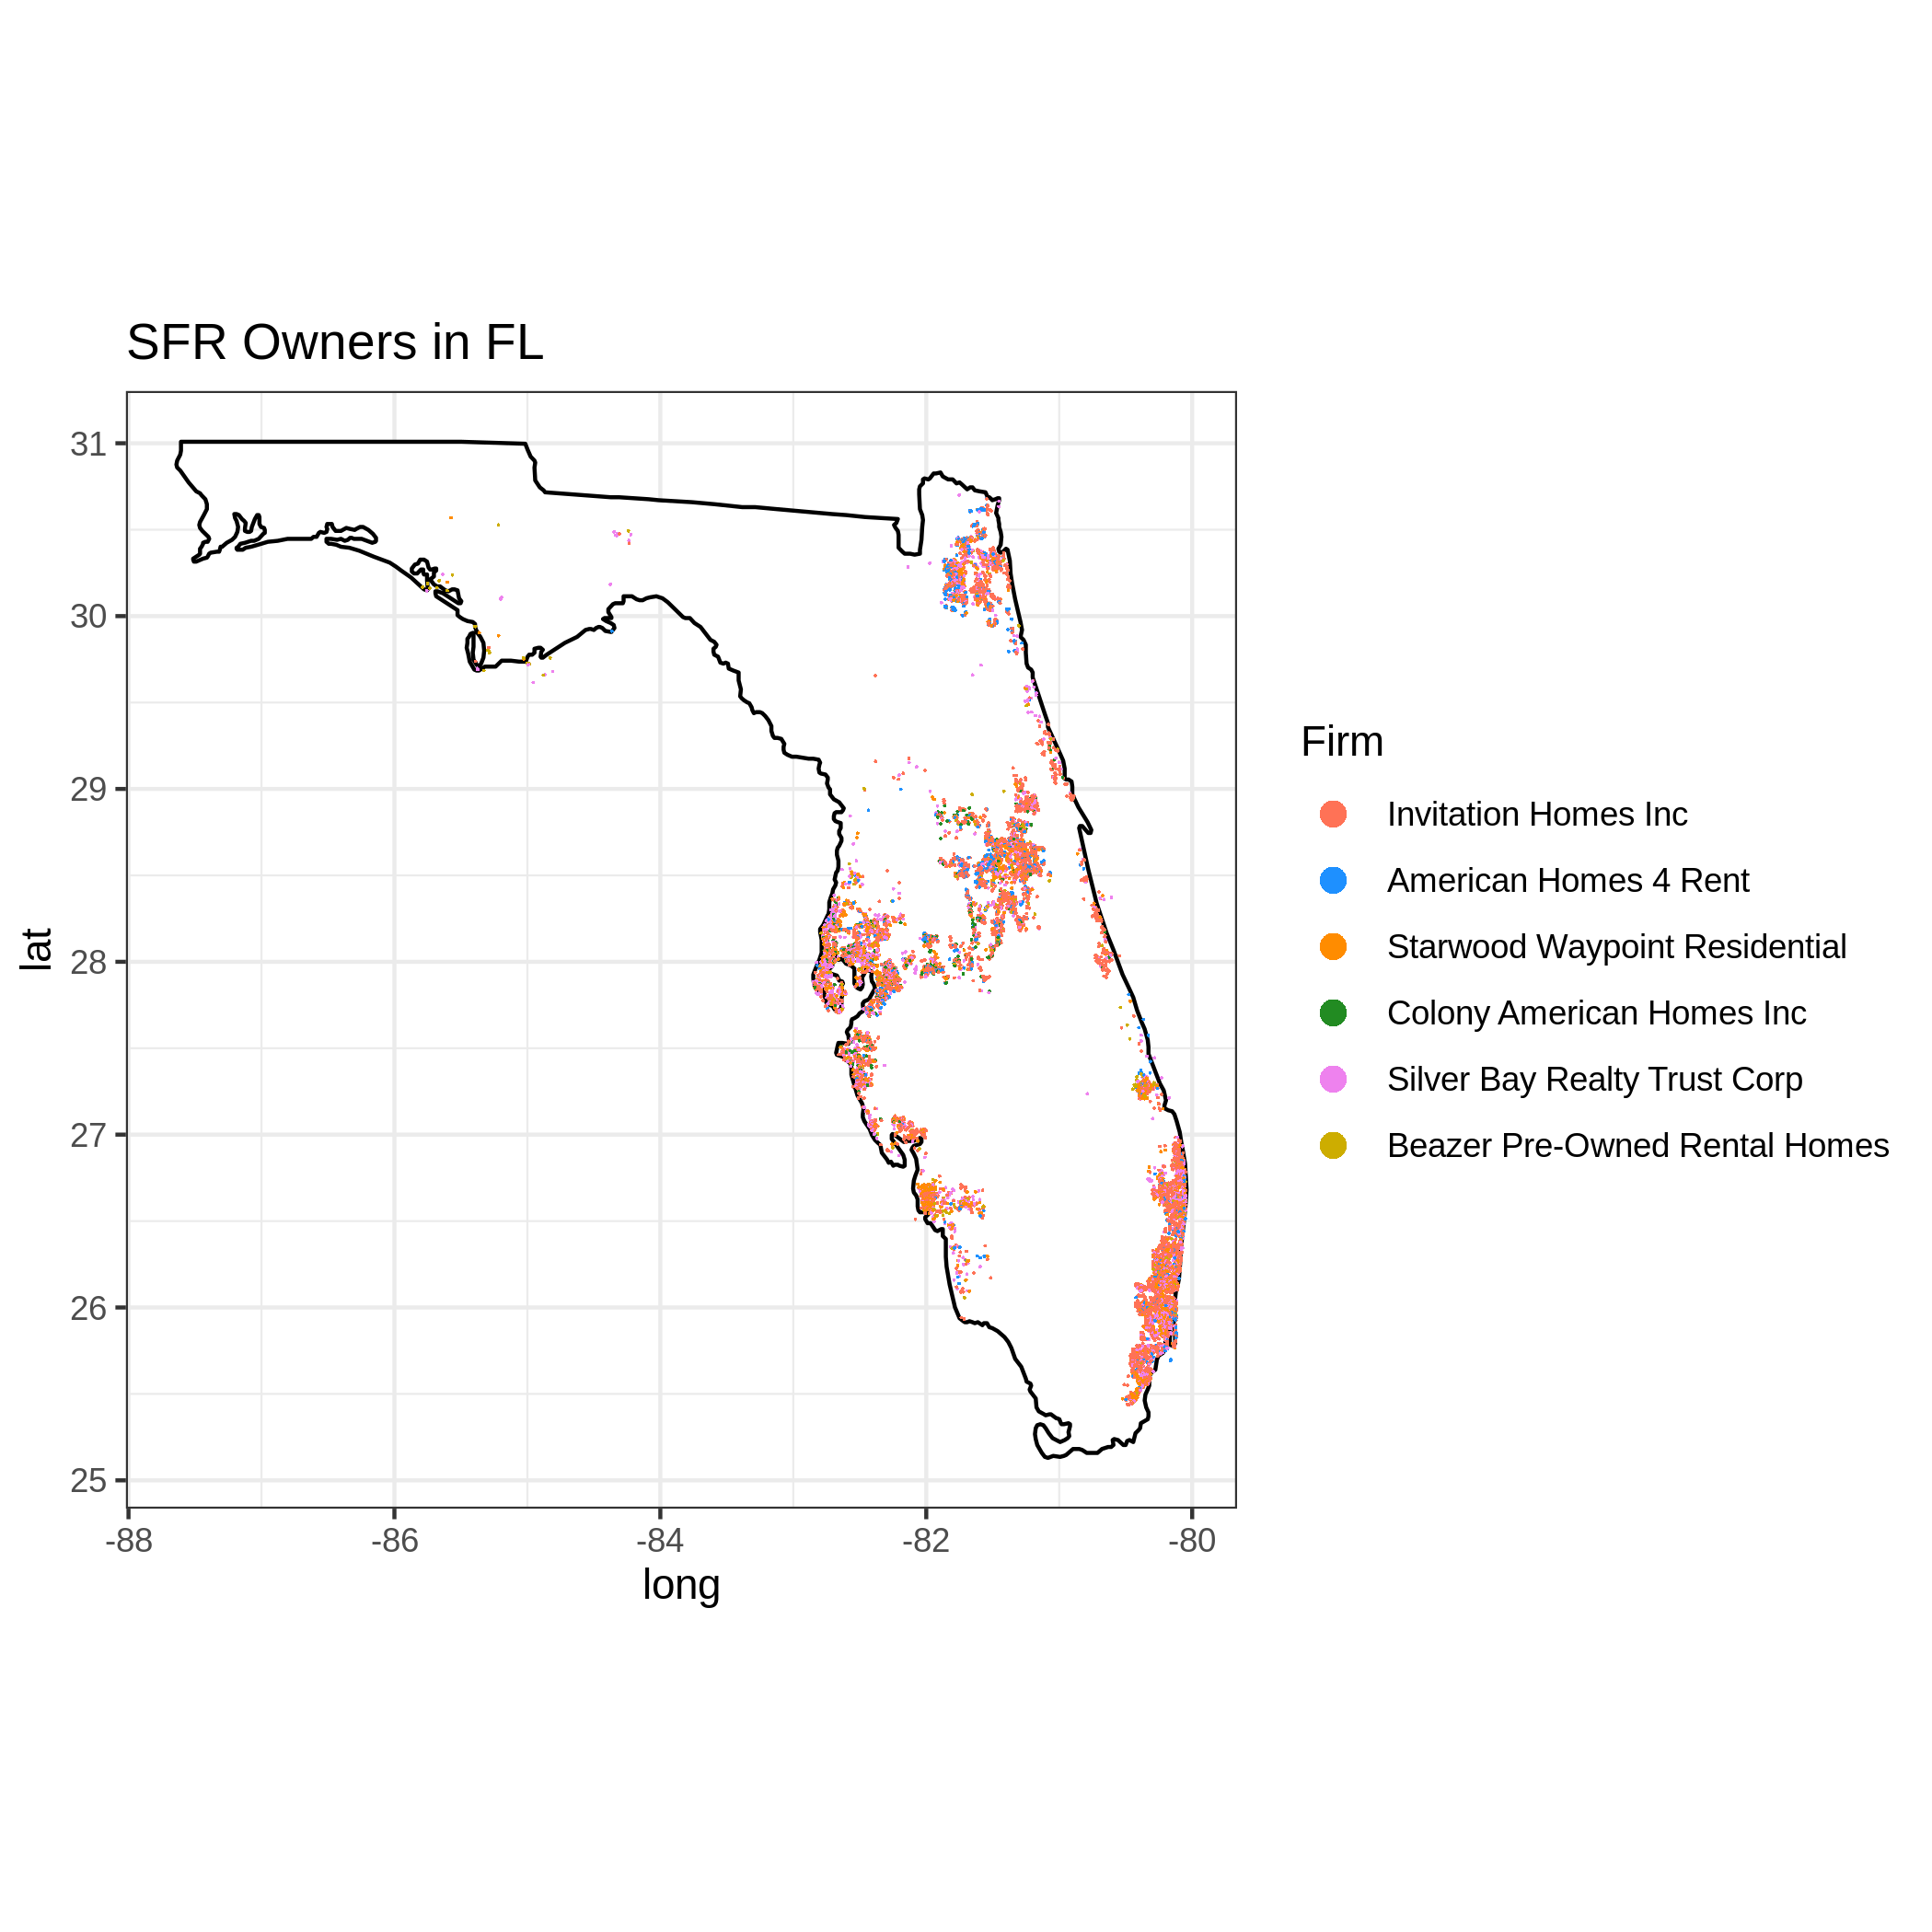 SFR Owners in FL
31
30
29
28
27
26
25
lat
-88 -86 -84 -82 -80
long
Firm
Invitation Homes Inc
American Homes 4 Rent
Starwood Waypoint Residential
Colony American Homes Inc
Silver Bay Realty Trust Corp
Beazer Pre-Owned Rental Homes